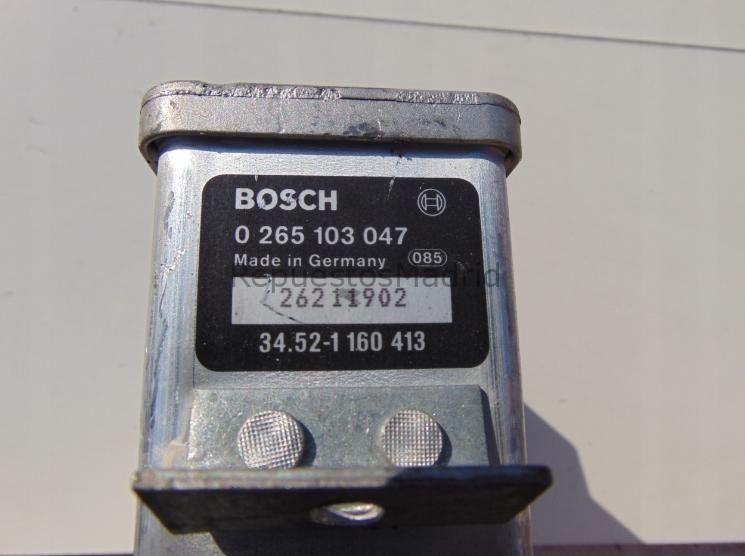 BOSCH
0 265 103 047
Made in Germany 085
RepuestosMadrid
26211902
34.52-1 160 413